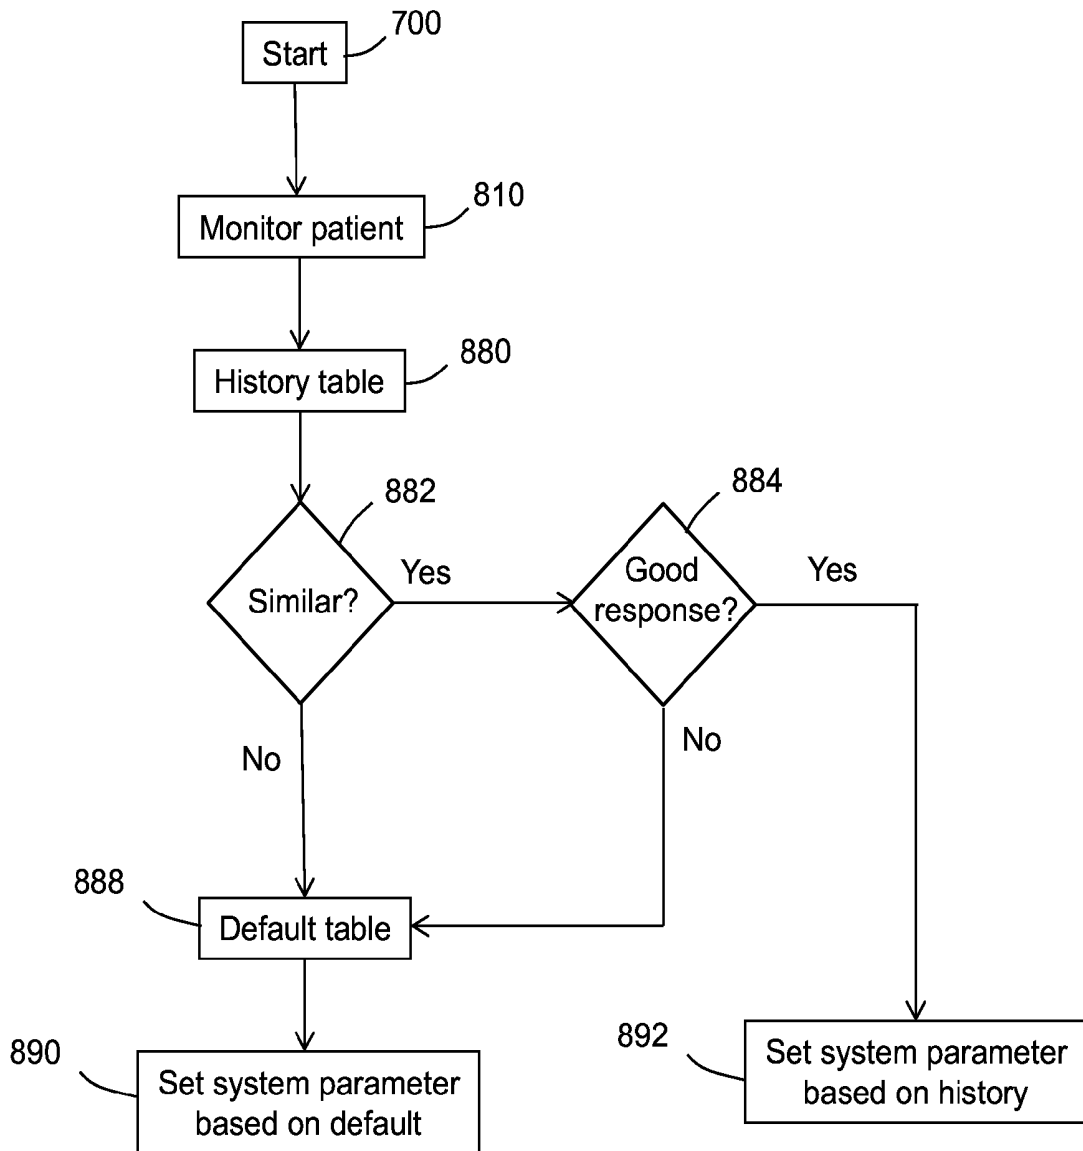 700
Start
810
Monitor patient
880
History table
882
884
Yes
Good
response?
Yes
Similar?
No
No
888
Default table
890
Set system parameter
based on default
892
Set system parameter
based on history